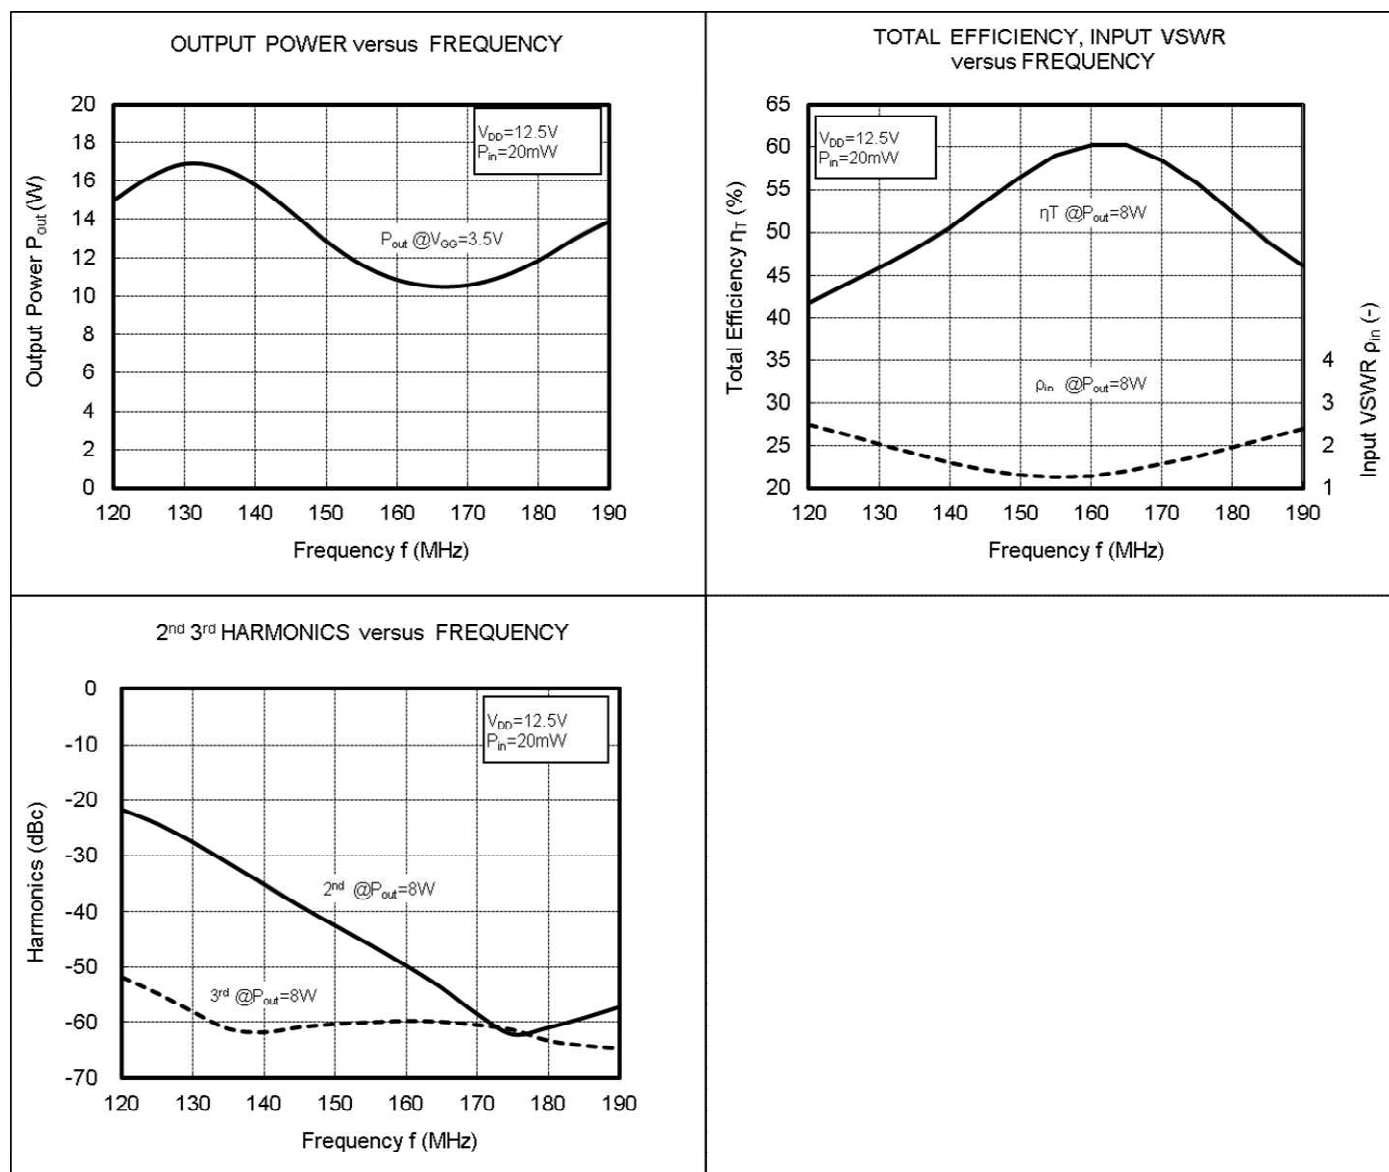 OUTPUT POWER versus FREQUENCY
Output Power Pout (W)
20
18
16
14
12
10
8
6
4
2
0
VDD=12.5V
Pin=20mW
Pout @VGG=3.5V
120 130 140 150 160 170 180 190
Frequency f (MHz)
TOTAL EFFICIENCY, INPUT VSWR
versus FREQUENCY
Total Efficiency ηT (%)
65
60
55
50
45
40
35
30
25
20
VDD=12.5V
Pin=20mW
ηT @Pout=8W
ρin @Pout=8W
4
3
2
1
Input VSWR ρin (-)
120 130 140 150 160 170 180 190
Frequency f (MHz)
2nd 3rd HARMONICS versus FREQUENCY
Harmonics (dBc)
0
-10
-20
-30
-40
-50
-60
-70
VDD=12.5V
Pin=20mW
2nd @Pout=8W
3rd @Pout=8W
120 130 140 150 160 170 180 190
Frequency f (MHz)